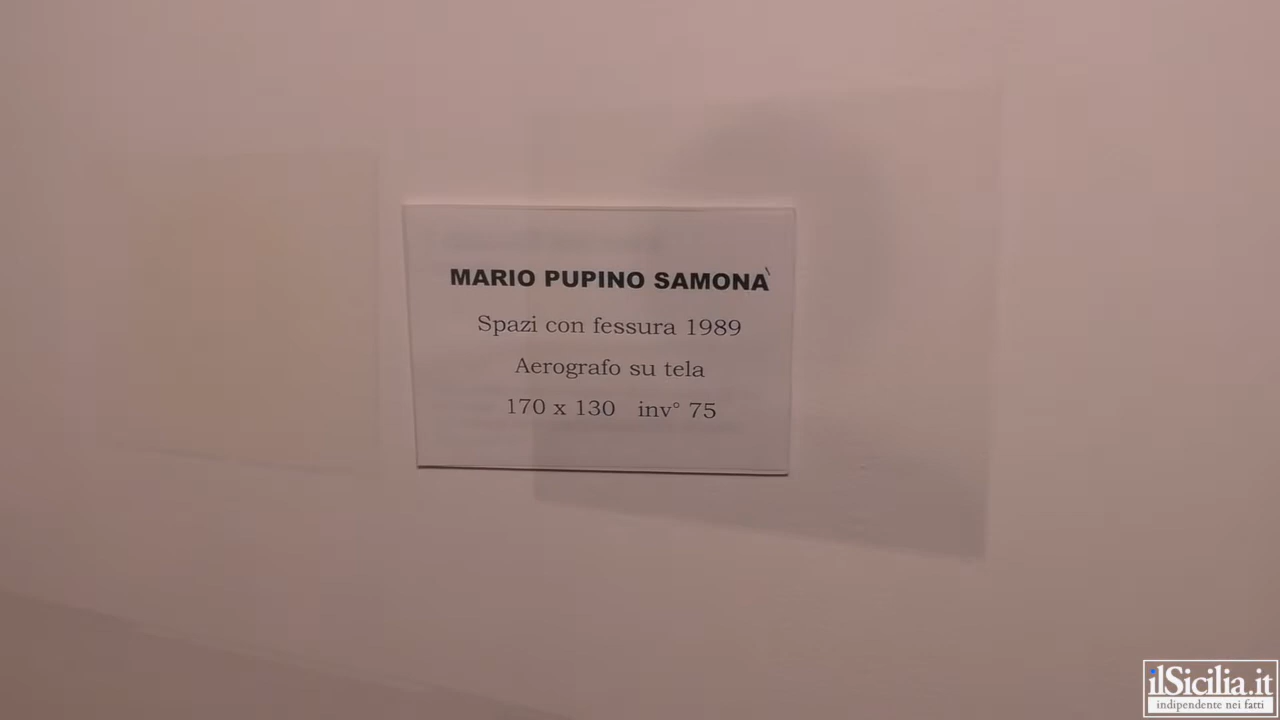 MARIO PUPINO SAMONA`
Spazi con fessura 1989
Aerografo su tela
170 x 130 inv° 75
ilSicilia.it
indipendente nei fatti